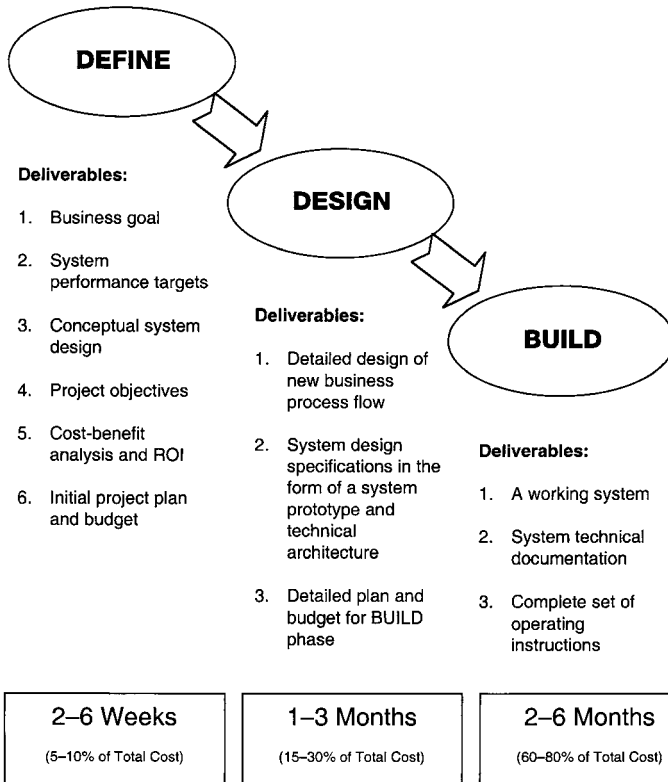 DEFINE
Deliverables:
1. Business goal
2. System
performance targets
3. Conceptual system
design
4. Project objectives
5. Cost-benefit
analysis and ROI
6. Initial project plan
and budget
DESIGN
Deliverables:
1. Detailed design of
new business
process flow
2. System design
specifications in the
form of a system
prototype and
technical
architecture
3. Detailed plan and
budget for BUILD
phase
BUILD
Deliverables:
1. A working system
2. System technical
documentation
3. Complete set of
operating
instructions
2–6 Weeks
(5–10% of Total Cost)
1–3 Months
(15–30% of Total Cost)
2–6 Months
(60–80% of Total Cost)